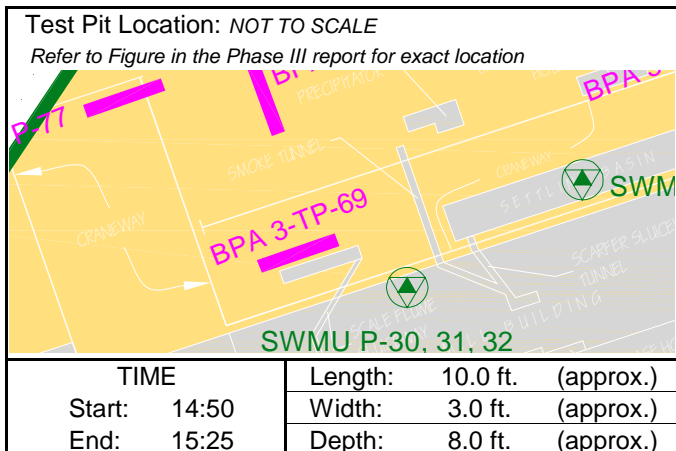 Test Pit Location: NOT TO SCALE
Refer to Figure in the Phase III report for exact location
P-77
PRECIPITATOR
BPA 3
SMOKE TUNNEL
CRANEWAY
CRANEWAY
BPA 3-TP-69
SWM
SCARFER SLUICE
TUNNEL
SCALE FLUME
BUILDING
SWMU P-30, 31, 32
TIME
Length: 10.0 ft. (approx.)
Start: 14:50
Width: 3.0 ft. (approx.)
End: 15:25
Depth: 8.0 ft. (approx.)